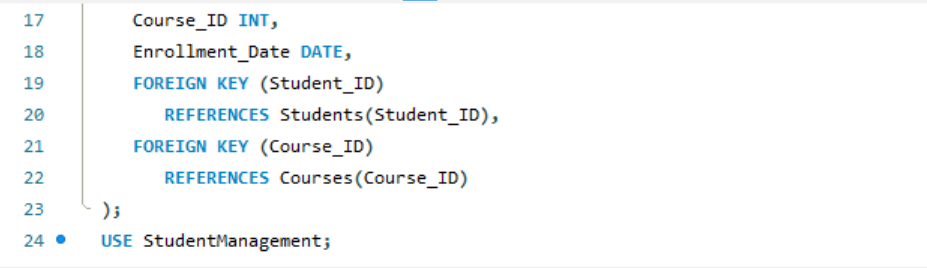 17 Course_ID INT,
18 Enrollment_Date DATE,
19 FOREIGN KEY (Student_ID)
20 REFERENCES Students(Student_ID),
21 FOREIGN KEY (Course_ID)
22 REFERENCES Courses(Course_ID)
23 );
24 USE StudentManagement;